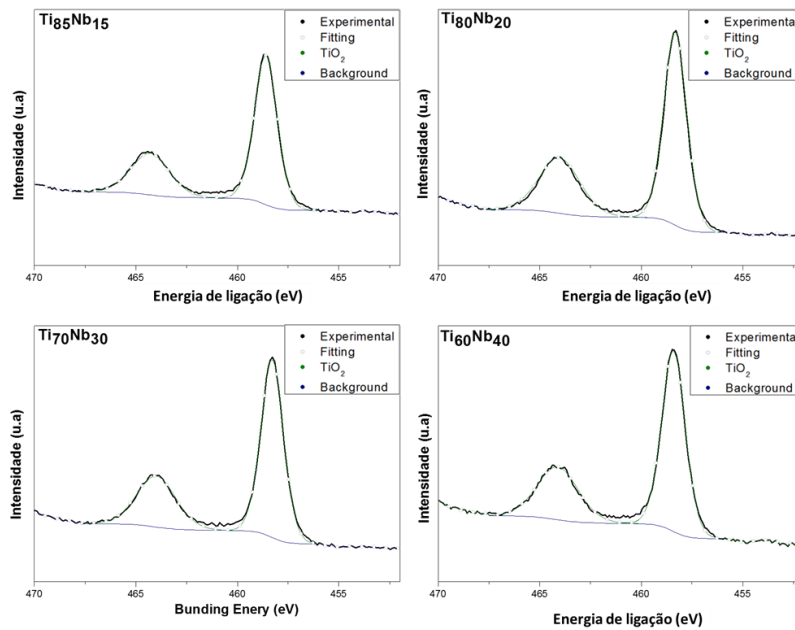 Ti85Nb15
Experimental
Fitting
TiO2
Background
Intensidade (u.a)
470 465 460 455
Energia de ligação (eV)
Ti80Nb20
Experimental
Fitting
TiO2
Background
Intensidade (u.a)
470 465 460 455
Energia de ligação (eV)
Ti70Nb30
Experimental
Fitting
TiO2
Background
Intensidade (u.a)
470 465 460 455
Bunding Enery (eV)
Ti60Nb40
Experimental
Fitting
TiO2
Background
Intensidade (u.a)
470 465 460 455
Energia de ligação (eV)